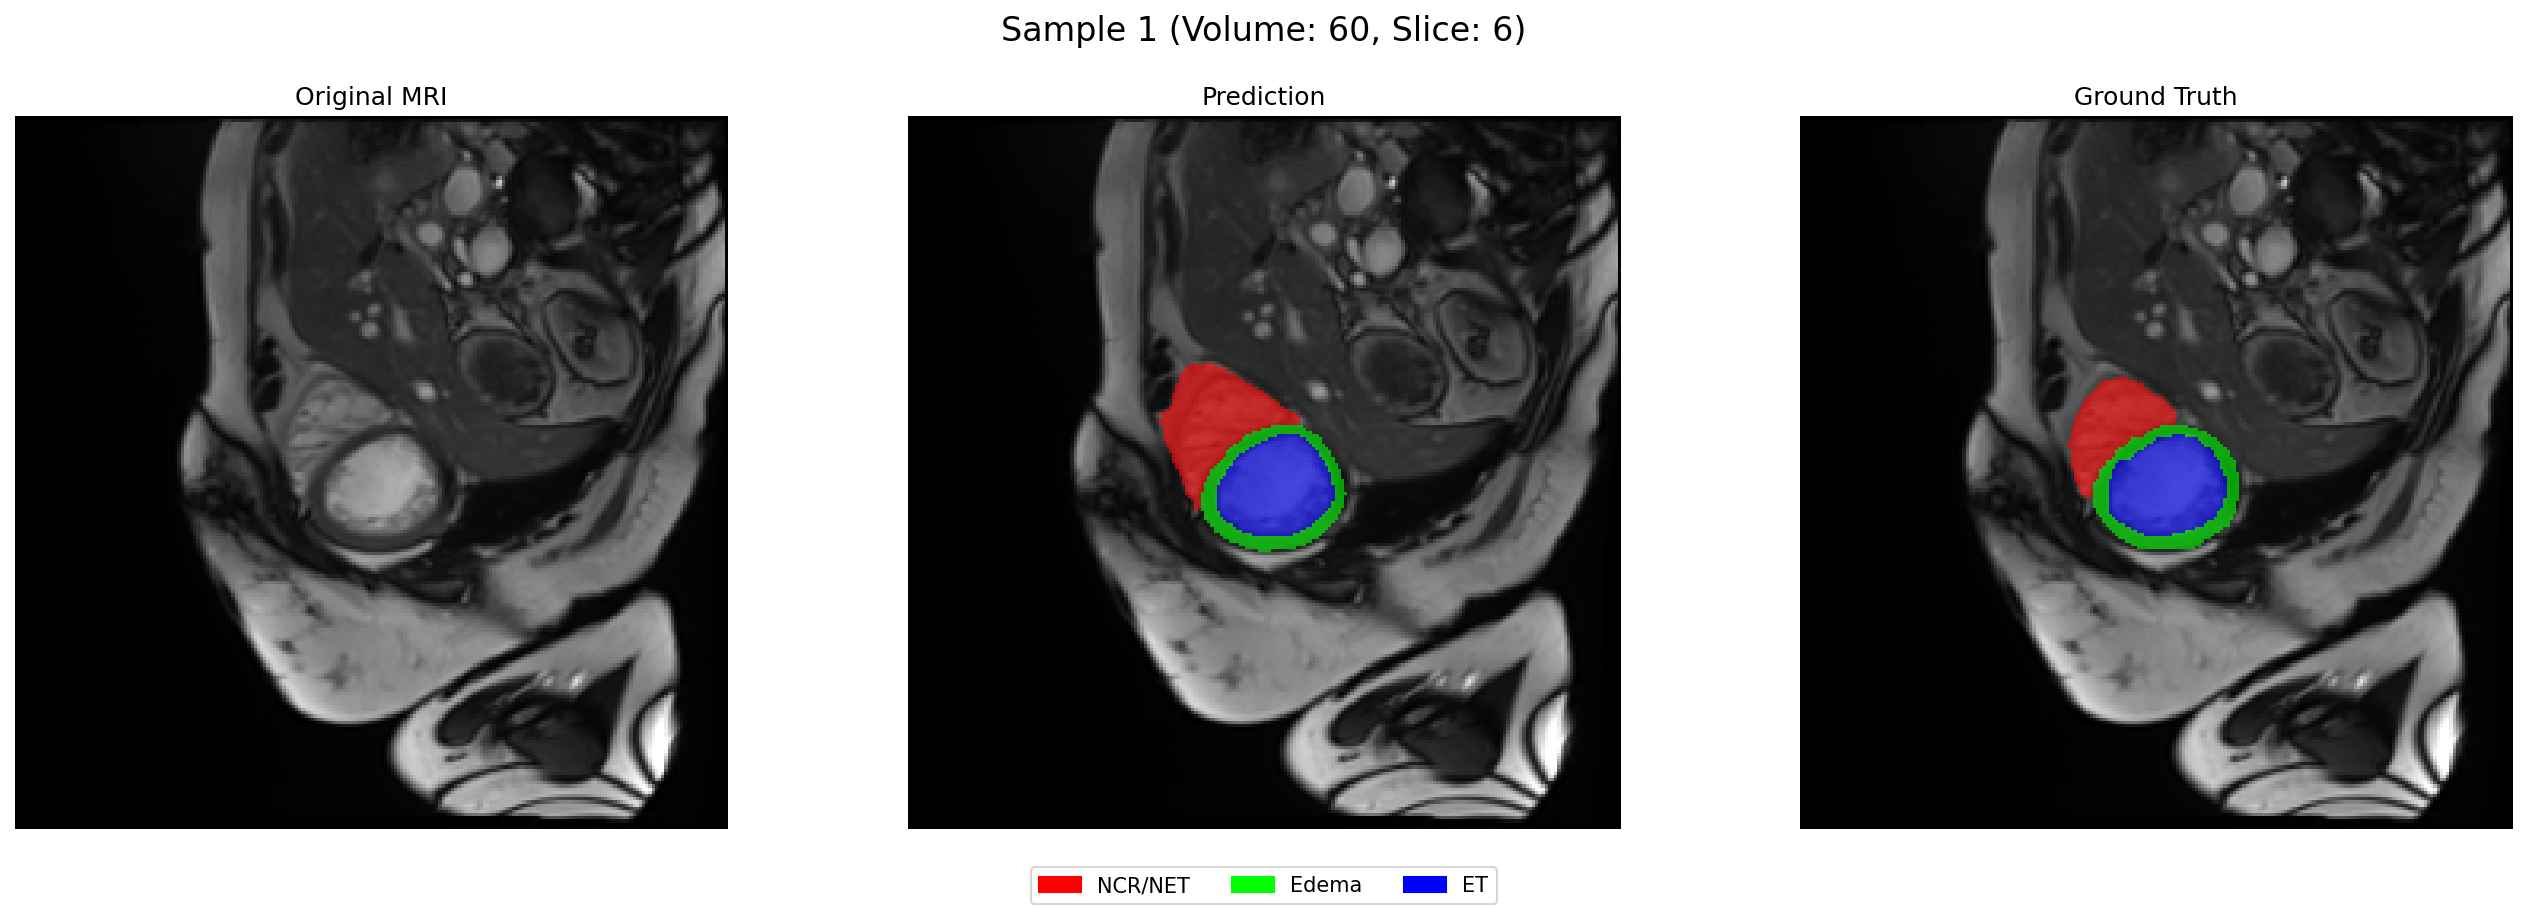 Sample 1 (Volume: 60, Slice: 6)
Original MRI
Prediction
Ground Truth
NCR/NET
Edema
ET